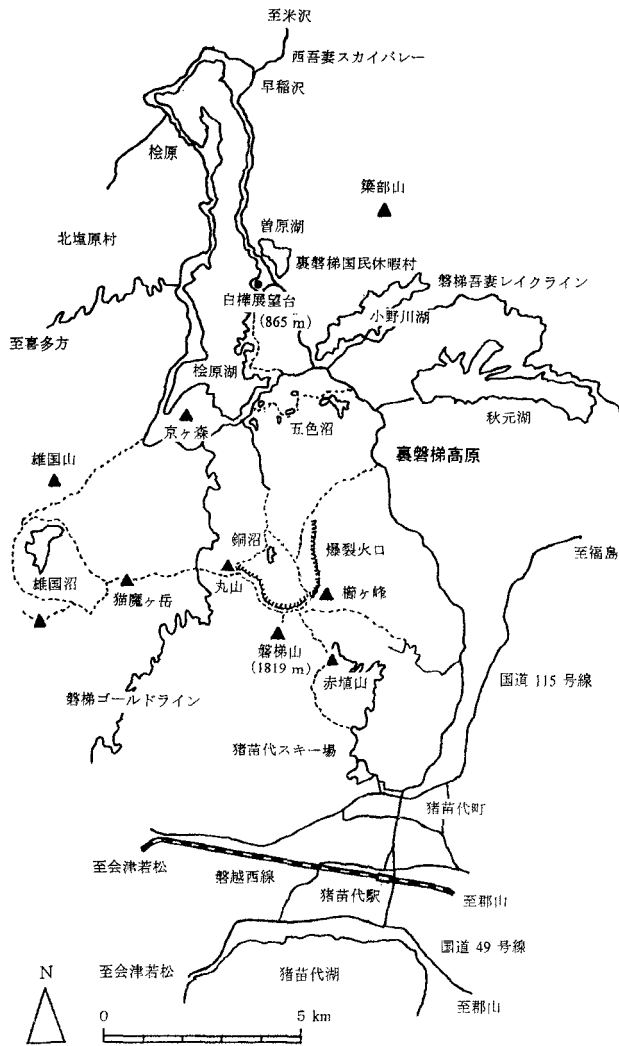 至米沢
西吾妻スカイバレー
早稲沢
桧原
簗部山
曽原湖
北塩原村
裏磐梯国民休暇村
磐梯吾妻レイクライン
白樺展望台
(865 m)
小野川湖
至喜多方
桧原湖
秋元湖
京ヶ森
五色沼
裏磐梯高原
雄国山
銅沼
爆裂火口
至福島
雄国沼
猫魔ヶ岳
丸山
櫛ヶ峰
磐梯山
(1819 m)
赤埴山
国道 115 号線
磐梯ゴールドライン
猪苗代スキー場
猪苗代町
至会津若松
磐越西線
猪苗代駅
至郡山
国道 49 号線
至会津若松
猪苗代湖
至郡山
N
0
5 km